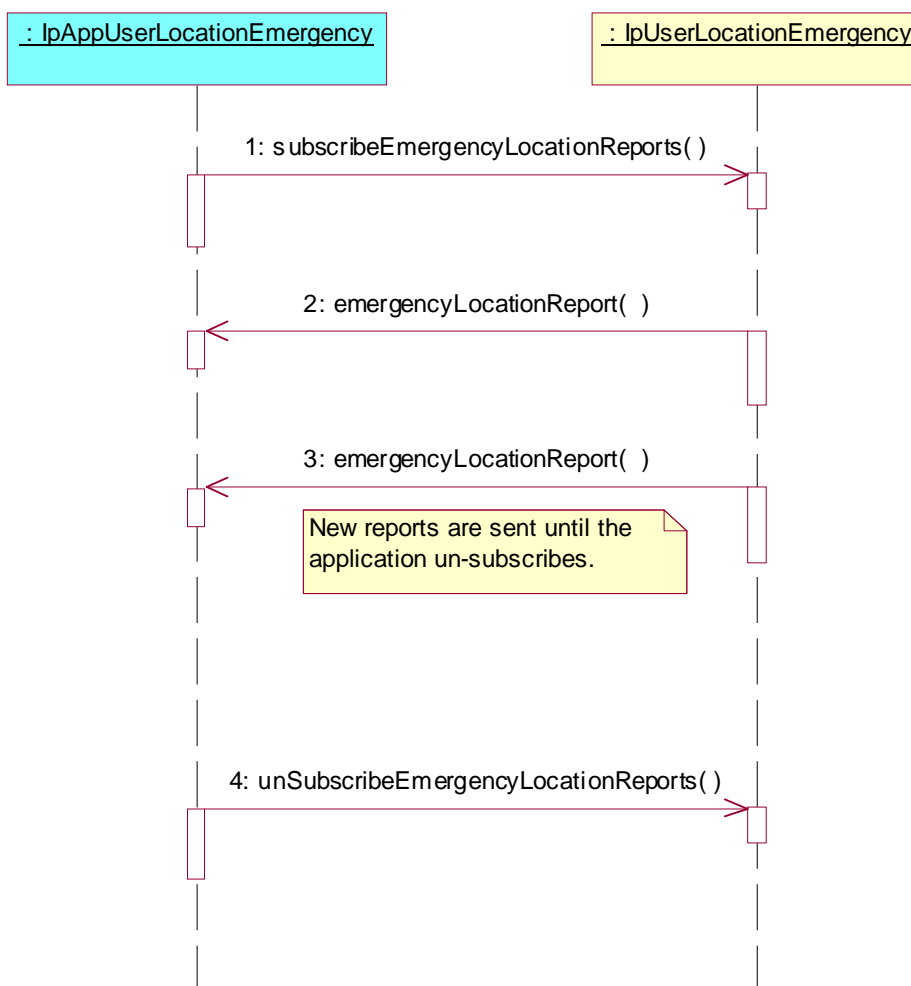 : IpAppUserLocationEmergency
: IpUserLocationEmergency
1: subscribeEmergencyLocationReports( )
2: emergencyLocationReport( )
3: emergencyLocationReport( )
New reports are sent until the
application un-subscribes.
4: unSubscribeEmergencyLocationReports( )